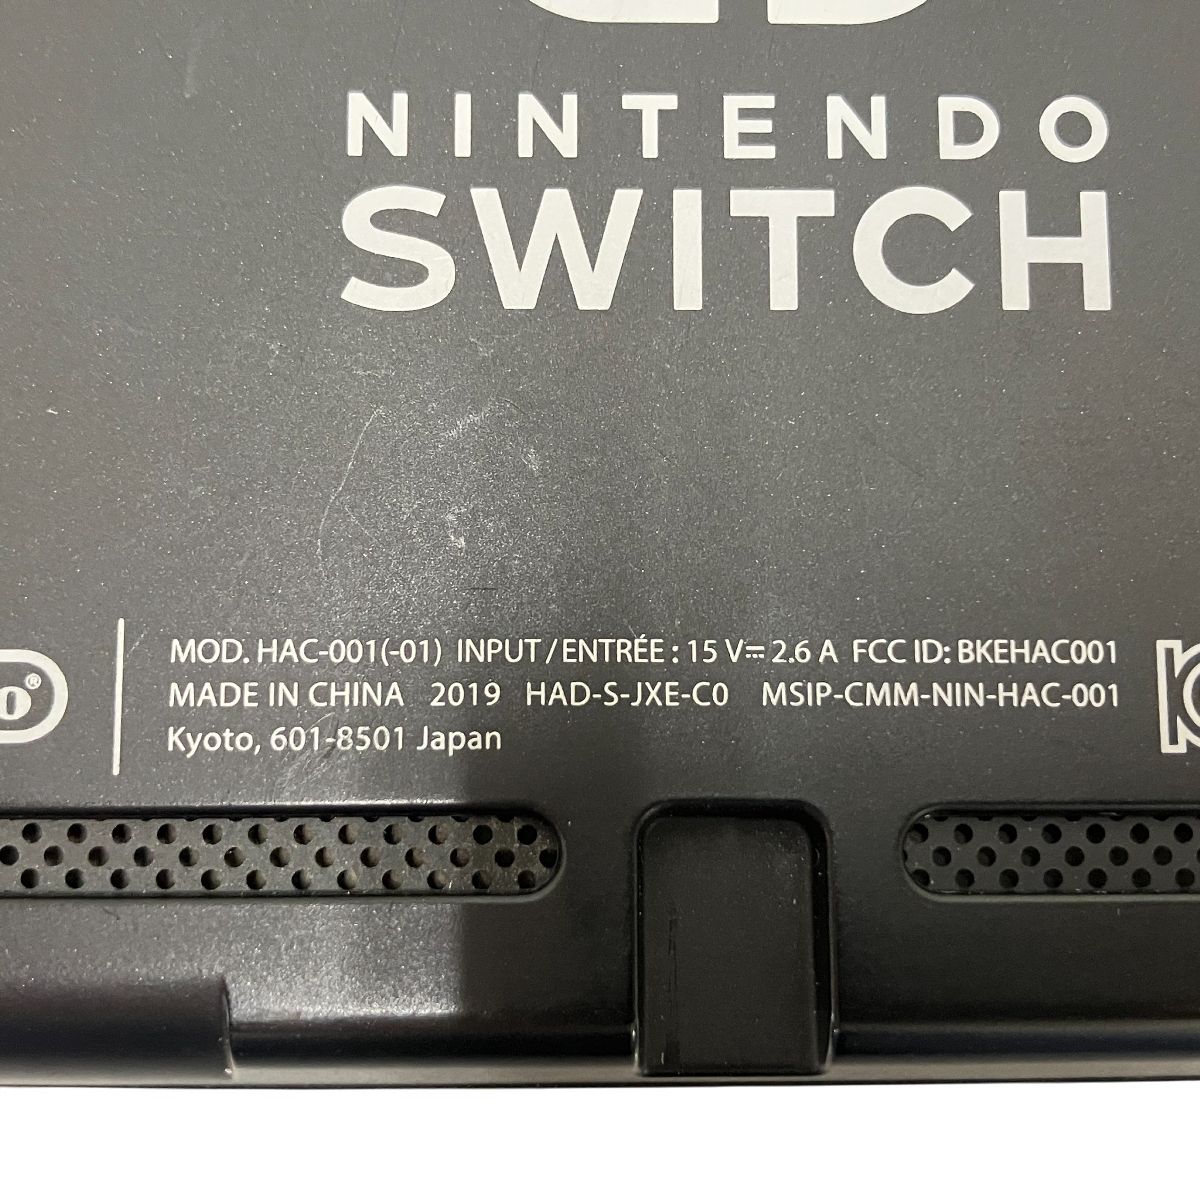 NINTENDO
SWITCH
MOD. HAC-001(-01) INPUT/ENTRÉE : 15 V⎓ 2.6 A FCC ID: BKEHAC001
MADE IN CHINA 2019 HAD-S-JXE-C0 MSIP-CMM-NIN-HAC-001
Kyoto, 601-8501 Japan